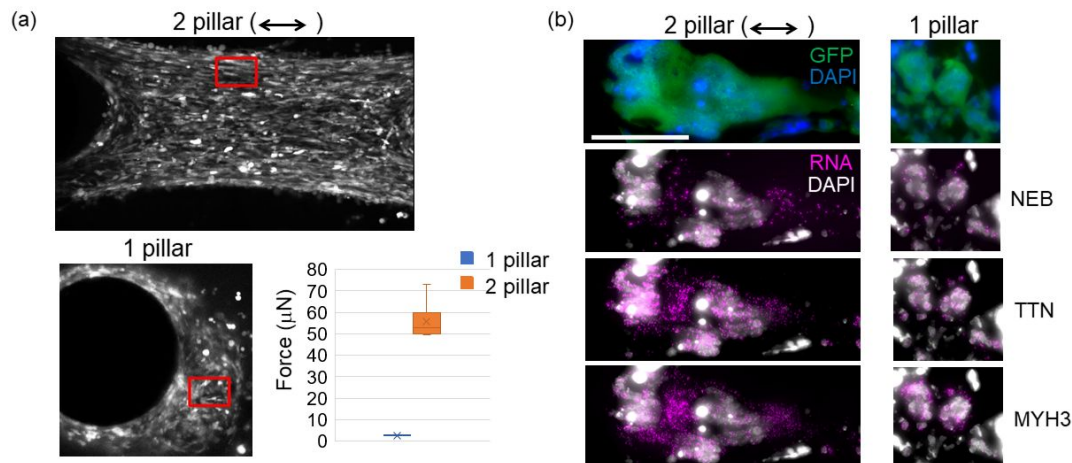 (a)
2 pillar (↔)
1 pillar
1 pillar
2 pillar
Force (µN)
80
70
60
50
40
30
20
10
0
(b)
2 pillar (↔)
1 pillar
GFP
DAPI
RNA
DAPI
NEB
TTN
MYH3